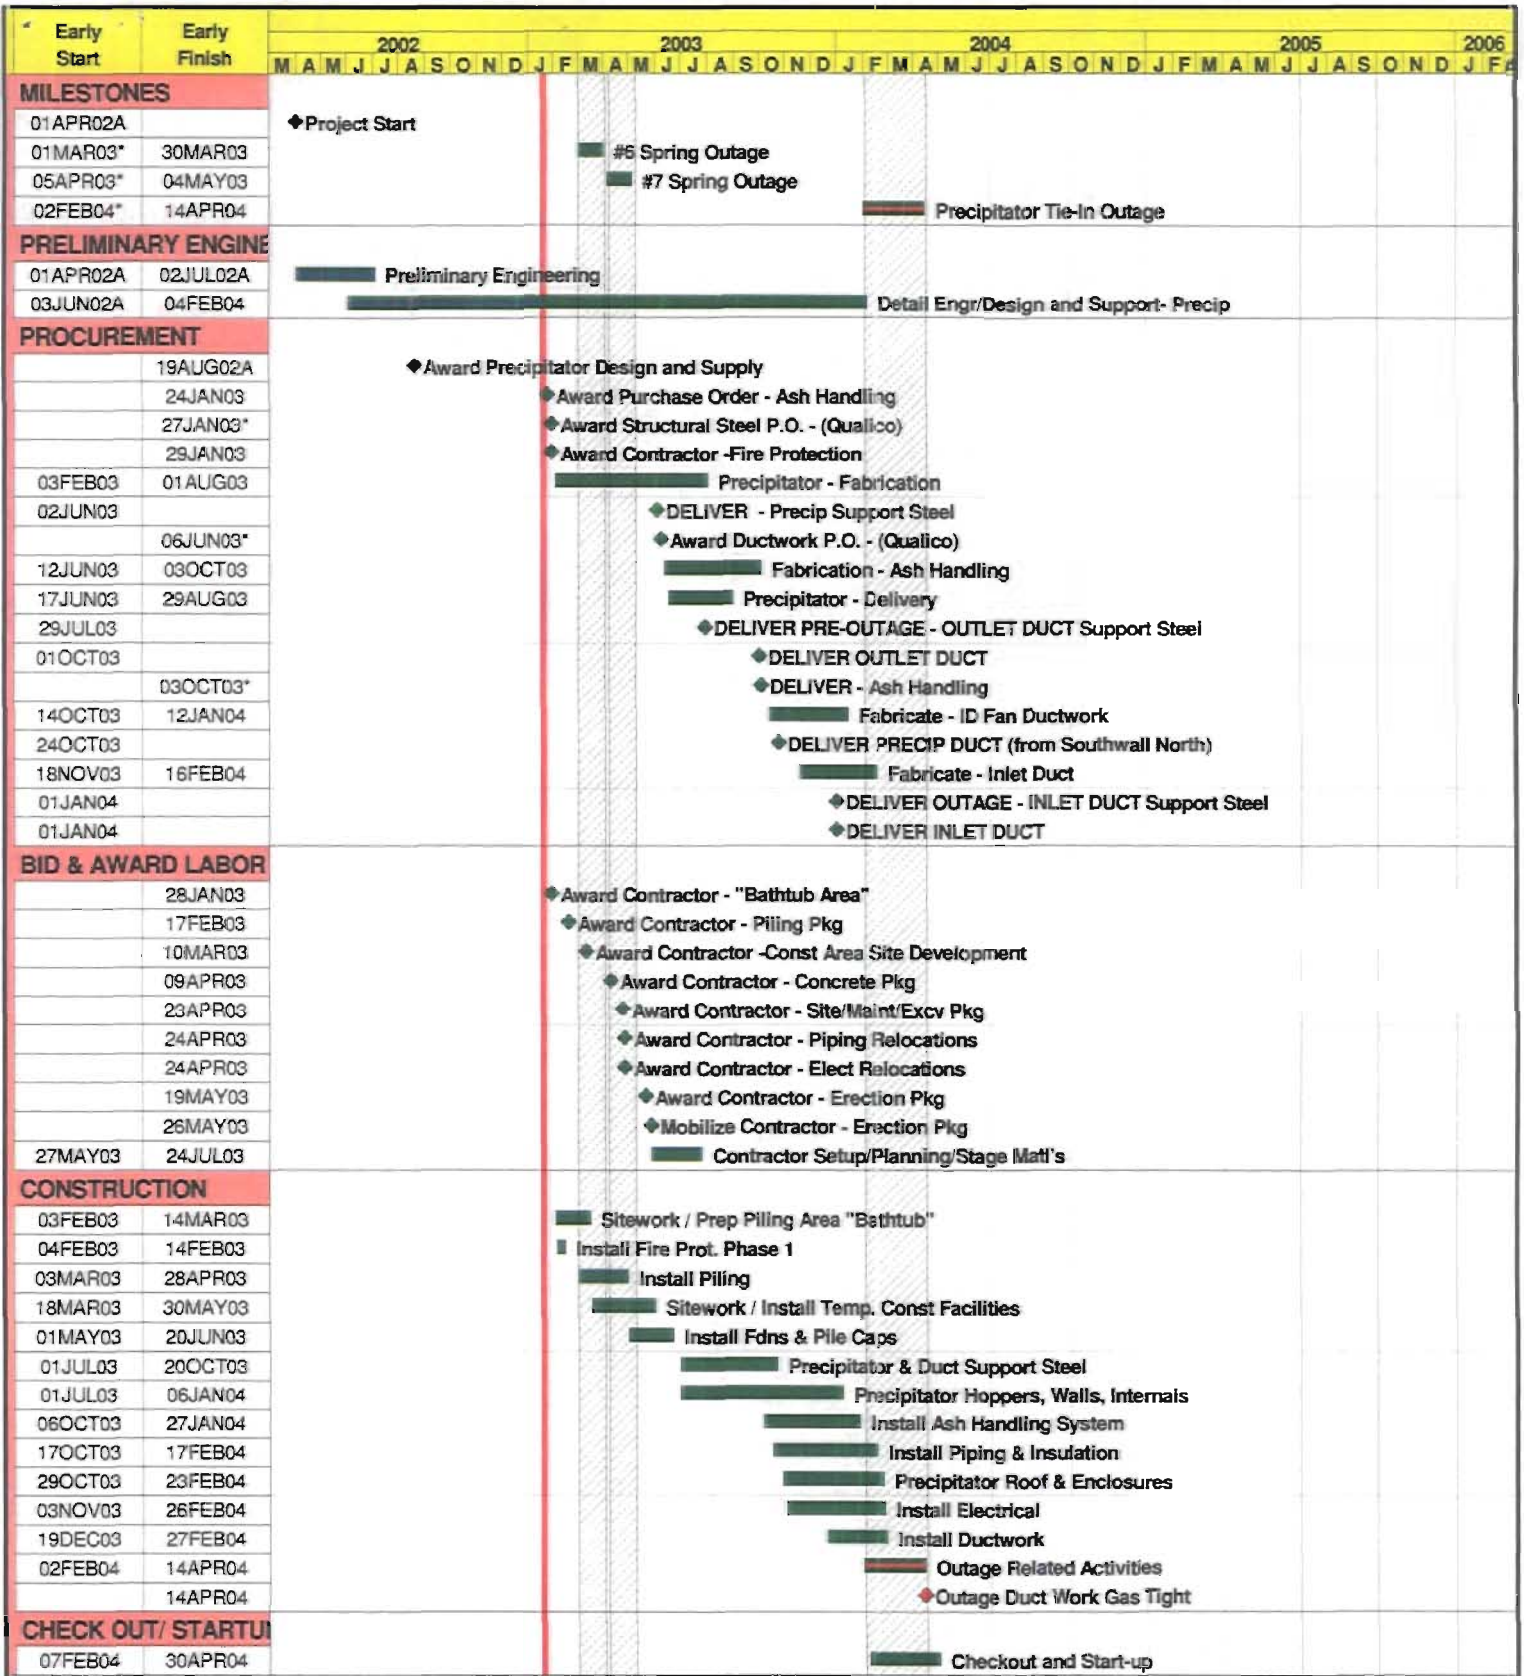 Early Early
Start Finish
2002 2003 2004 2005 2006
M A M J J A S O N D J F M A M J J A S O N D J F M A M J J A S O N D J F M A M J J A S O N D J F
MILESTONES
01APR02A Project Start
01MAR03* 30MAR03 #6 Spring Outage
05APR03* 04MAY03 #7 Spring Outage
02FEB04* 14APR04 Precipitator Tie-In Outage
PRELIMINARY ENGINE
01APR02A 02JUL02A Preliminary Engineering
03JUN02A 04FEB04 Detail Engr/Design and Support- Precip
PROCUREMENT
19AUG02A Award Precipitator Design and Supply
24JAN03 Award Purchase Order - Ash Handling
27JAN03* Award Structural Steel P.O. - (Qualico)
29JAN03 Award Contractor -Fire Protection
03FEB03 01AUG03 Precipitator - Fabrication
02JUN03 DELIVER - Precip Support Steel
06JUN03* Award Ductwork P.O. - (Qualico)
12JUN03 03OCT03 Fabrication - Ash Handling
17JUN03 29AUG03 Precipitator - Delivery
29JUL03 DELIVER PRE-OUTAGE - OUTLET DUCT Support Steel
01OCT03 DELIVER OUTLET DUCT
03OCT03* DELIVER - Ash Handling
14OCT03 12JAN04 Fabricate - ID Fan Ductwork
24OCT03 DELIVER PRECIP DUCT (from Southwall North)
18NOV03 16FEB04 Fabricate - Inlet Duct
01JAN04 DELIVER OUTAGE - INLET DUCT Support Steel
01JAN04 DELIVER INLET DUCT
BID & AWARD LABOR
28JAN03 Award Contractor - "Bathtub Area"
17FEB03 Award Contractor - Piling Pkg
10MAR03 Award Contractor -Const Area Site Development
09APR03 Award Contractor - Concrete Pkg
23APR03 Award Contractor - Site/Maint/Excv Pkg
24APR03 Award Contractor - Piping Relocations
24APR03 Award Contractor - Elect Relocations
19MAY03 Award Contractor - Erection Pkg
26MAY03 Mobilize Contractor - Erection Pkg
27MAY03 24JUL03 Contractor Setup/Planning/Stage Matl's
CONSTRUCTION
03FEB03 14MAR03 Sitework / Prep Piling Area "Bathtub"
04FEB03 14FEB03 Install Fire Prot. Phase 1
03MAR03 28APR03 Install Piling
18MAR03 30MAY03 Sitework / Install Temp. Const Facilities
01MAY03 20JUN03 Install Fdns & Pile Caps
01JUL03 20OCT03 Precipitator & Duct Support Steel
01JUL03 06JAN04 Precipitator Hoppers, Walls, Internals
06OCT03 27JAN04 Install Ash Handling System
17OCT03 17FEB04 Install Piping & Insulation
29OCT03 23FEB04 Precipitator Roof & Enclosures
03NOV03 26FEB04 Install Electrical
19DEC03 27FEB04 Install Ductwork
02FEB04 14APR04 Outage Related Activities
14APR04 Outage Duct Work Gas Tight
CHECK OUT/ STARTU
07FEB04 30APR04 Checkout and Start-up